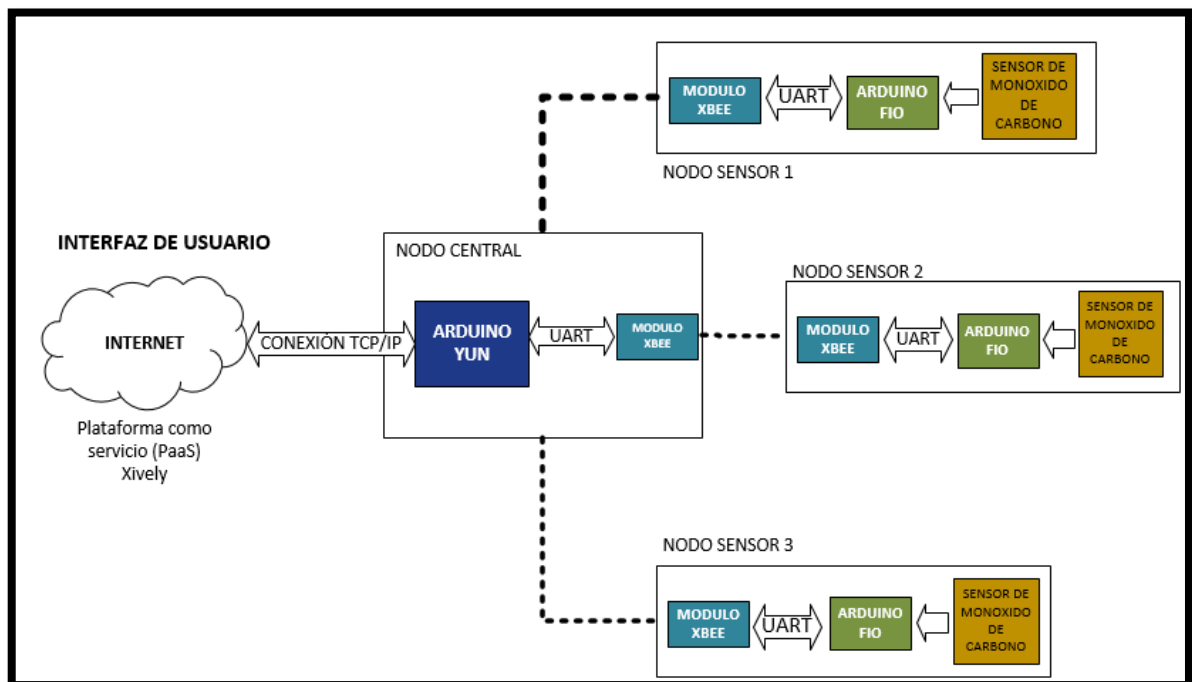 SENSOR DE
MONOXIDO
DE
CARBONO
MODULO
XBEE
UART
ARDUINO
FIO
NODO SENSOR 1
INTERFAZ DE USUARIO
INTERNET
Plataforma como
servicio (PaaS)
Xively
CONEXIÓN TCP/IP
NODO CENTRAL
ARDUINO
YUN
UART
MODULO
XBEE
NODO SENSOR 2
MODULO
XBEE
UART
ARDUINO
FIO
SENSOR DE
MONOXIDO
DE
CARBONO
NODO SENSOR 3
MODULO
XBEE
UART
ARDUINO
FIO
SENSOR DE
MONOXIDO
DE
CARBONO